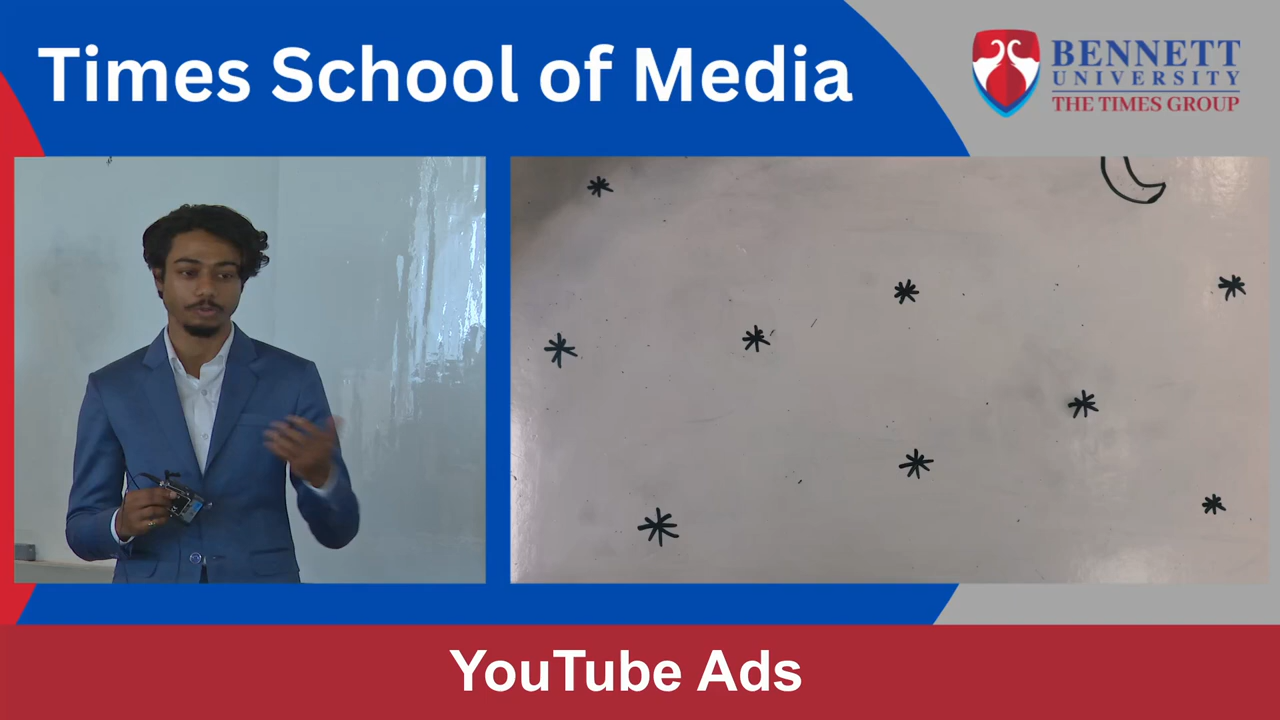 Times School of Media
BENNETT
UNIVERSITY
THE TIMES GROUP
YouTube Ads